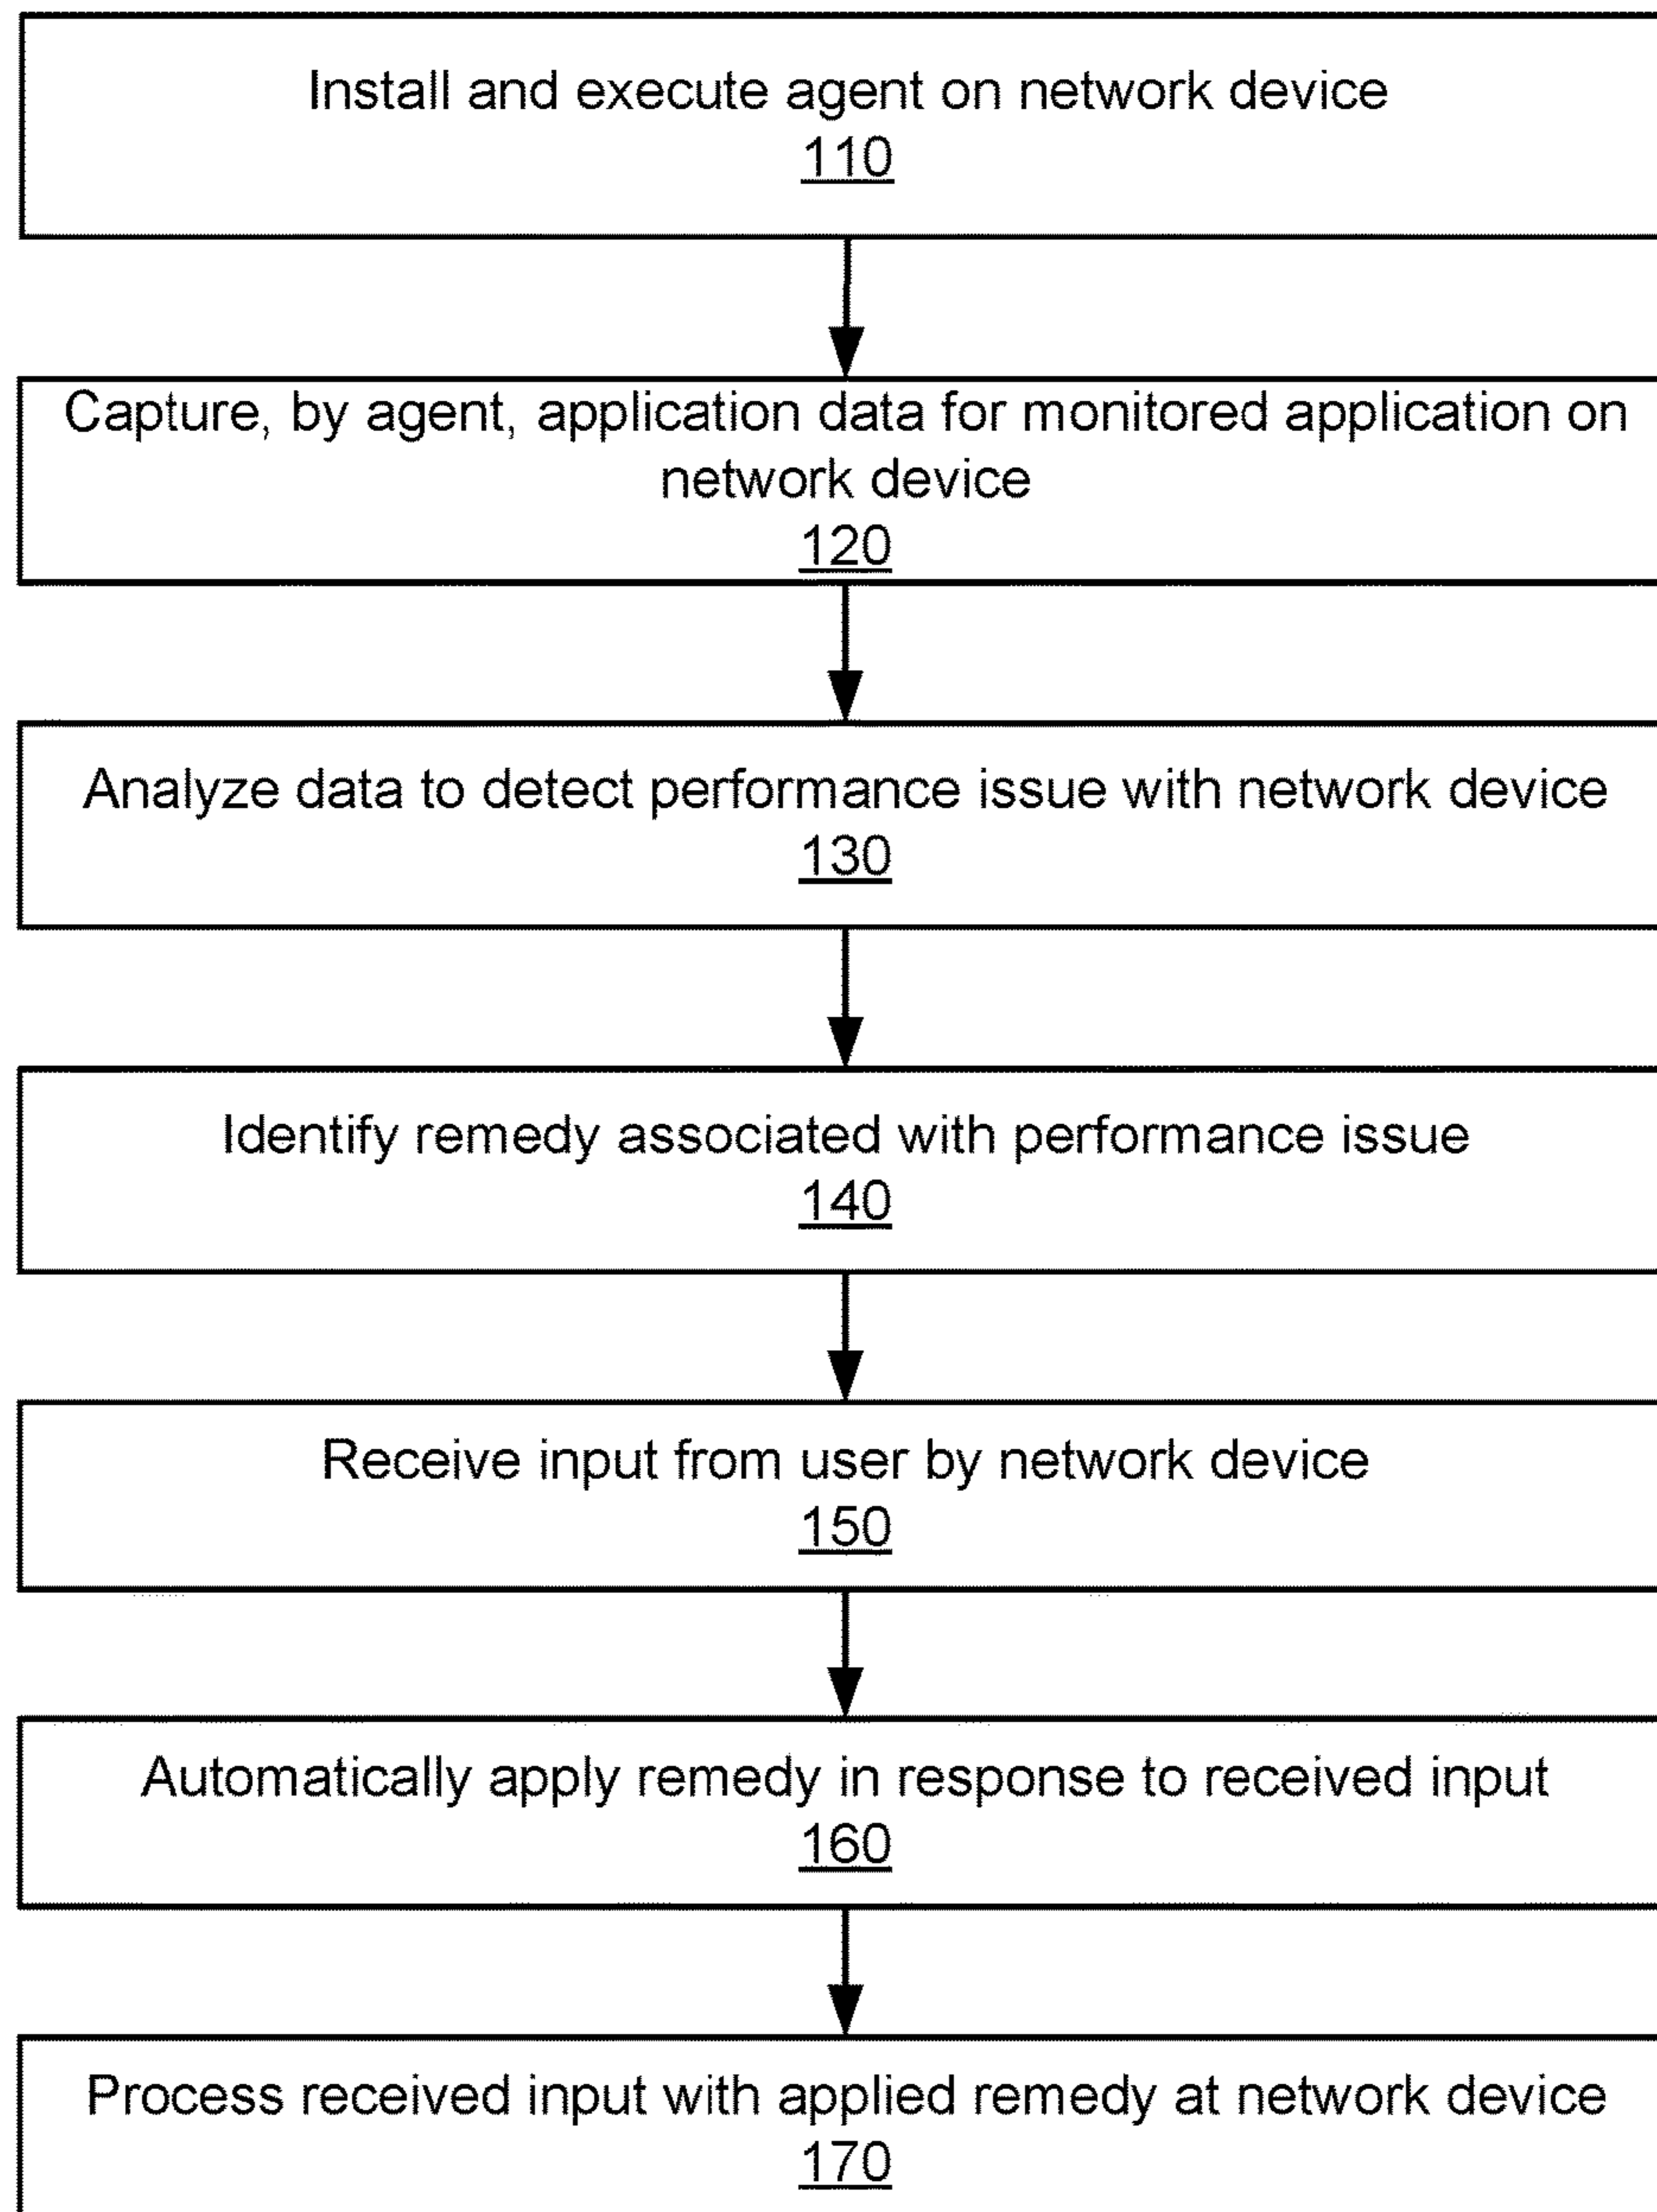 Install and execute agent on network device
110
Capture, by agent, application data for monitored application on
network device
120
Analyze data to detect performance issue with network device
130
Identify remedy associated with performance issue
140
Receive input from user by network device
150
Automatically apply remedy in response to received input
160
Process received input with applied remedy at network device
170